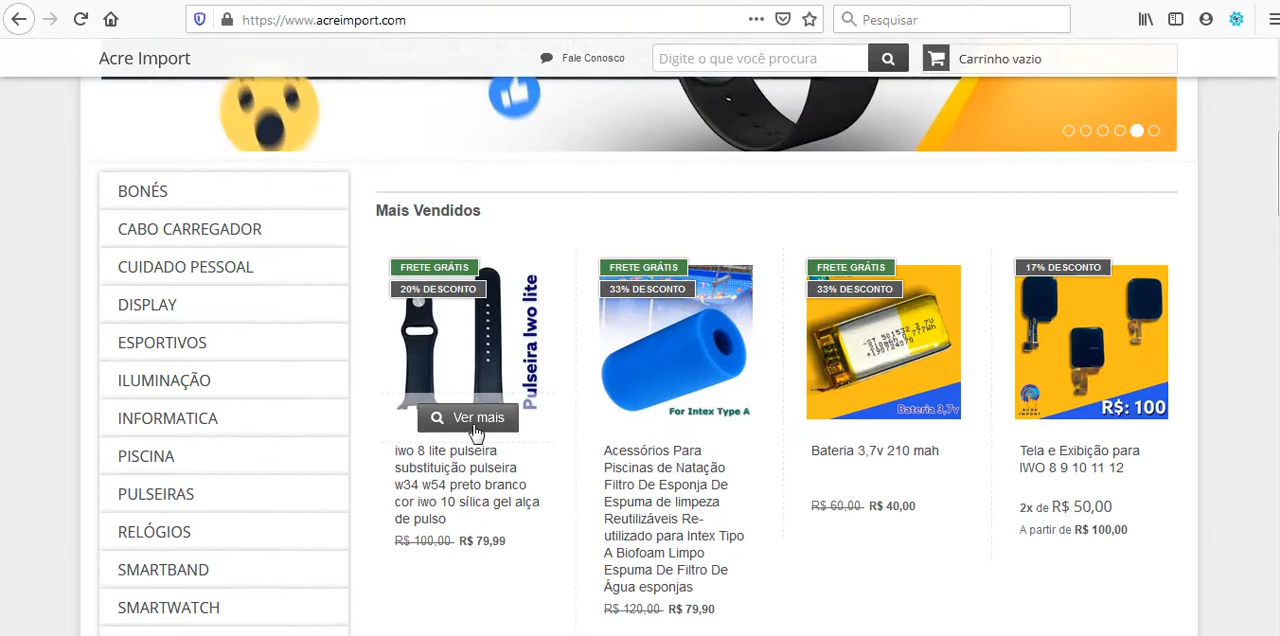 https://www.acreimport.com
Pesquisar
Acre Import
Fale Conosco
Digite o que você procura
Carrinho vazio
BONÉS
CABO CARREGADOR
CUIDADO PESSOAL
DISPLAY
ESPORTIVOS
ILUMINAÇÃO
INFORMATICA
PISCINA
PULSEIRAS
RELÓGIOS
SMARTBAND
SMARTWATCH
Mais Vendidos
FRETE GRÁTIS
20% DESCONTO
Pulseira Iwo lite
Ver mais
iwo 8 lite pulseira
substituição pulseira
w34 w54 preto branco
cor iwo 10 sílica gel alça
de pulso
R$ 100,00 R$ 79,99
FRETE GRÁTIS
33% DESCONTO
For Intex Type A
Acessórios Para
Piscinas de Natação
Filtro De Esponja De
Espuma de limpeza
Reutilizáveis Re-
utilizado para Intex Tipo
A Biofoam Limpo
Espuma De Filtro De
Água esponjas
R$ 120,00 R$ 79,90
FRETE GRÁTIS
33% DESCONTO
Bateria 3,7v
Bateria 3,7v 210 mah
R$ 60,00 R$ 40,00
17% DESCONTO
ACRE
IMPORT
R$: 100
Tela e Exibição para
IWO 8 9 10 11 12
2x de R$ 50,00
A partir de R$ 100,00